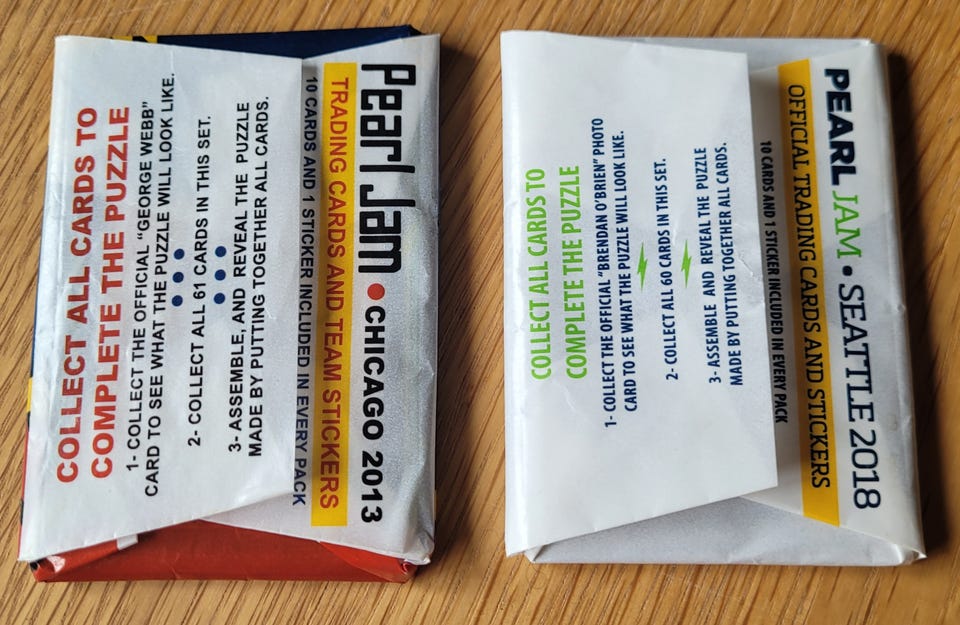 COLLECT ALL CARDS TO
COMPLETE THE PUZZLE
1- COLLECT THE OFFICIAL “GEORGE WEBB”
CARD TO SEE WHAT THE PUZZLE WILL LOOK LIKE.
2- COLLECT ALL 61 CARDS IN THIS SET.
3- ASSEMBLE, AND REVEAL THE PUZZLE
MADE BY PUTTING TOGETHER ALL CARDS.
10 CARDS AND 1 STICKER INCLUDED IN EVERY PACK
TRADING CARDS AND TEAM STICKERS
Pearl Jam • CHICAGO 2013
COLLECT ALL CARDS TO
COMPLETE THE PUZZLE
1- COLLECT THE OFFICIAL "BRENDAN O'BRIEN" PHOTO
CARD TO SEE WHAT THE PUZZLE WILL LOOK LIKE.
2- COLLECT ALL 60 CARDS IN THIS SET.
3- ASSEMBLE AND REVEAL THE PUZZLE
MADE BY PUTTING TOGETHER ALL CARDS.
10 CARDS AND 1 STICKER INCLUDED IN EVERY PACK
OFFICIAL TRADING CARDS AND STICKERS
PEARL JAM • SEATTLE 2018